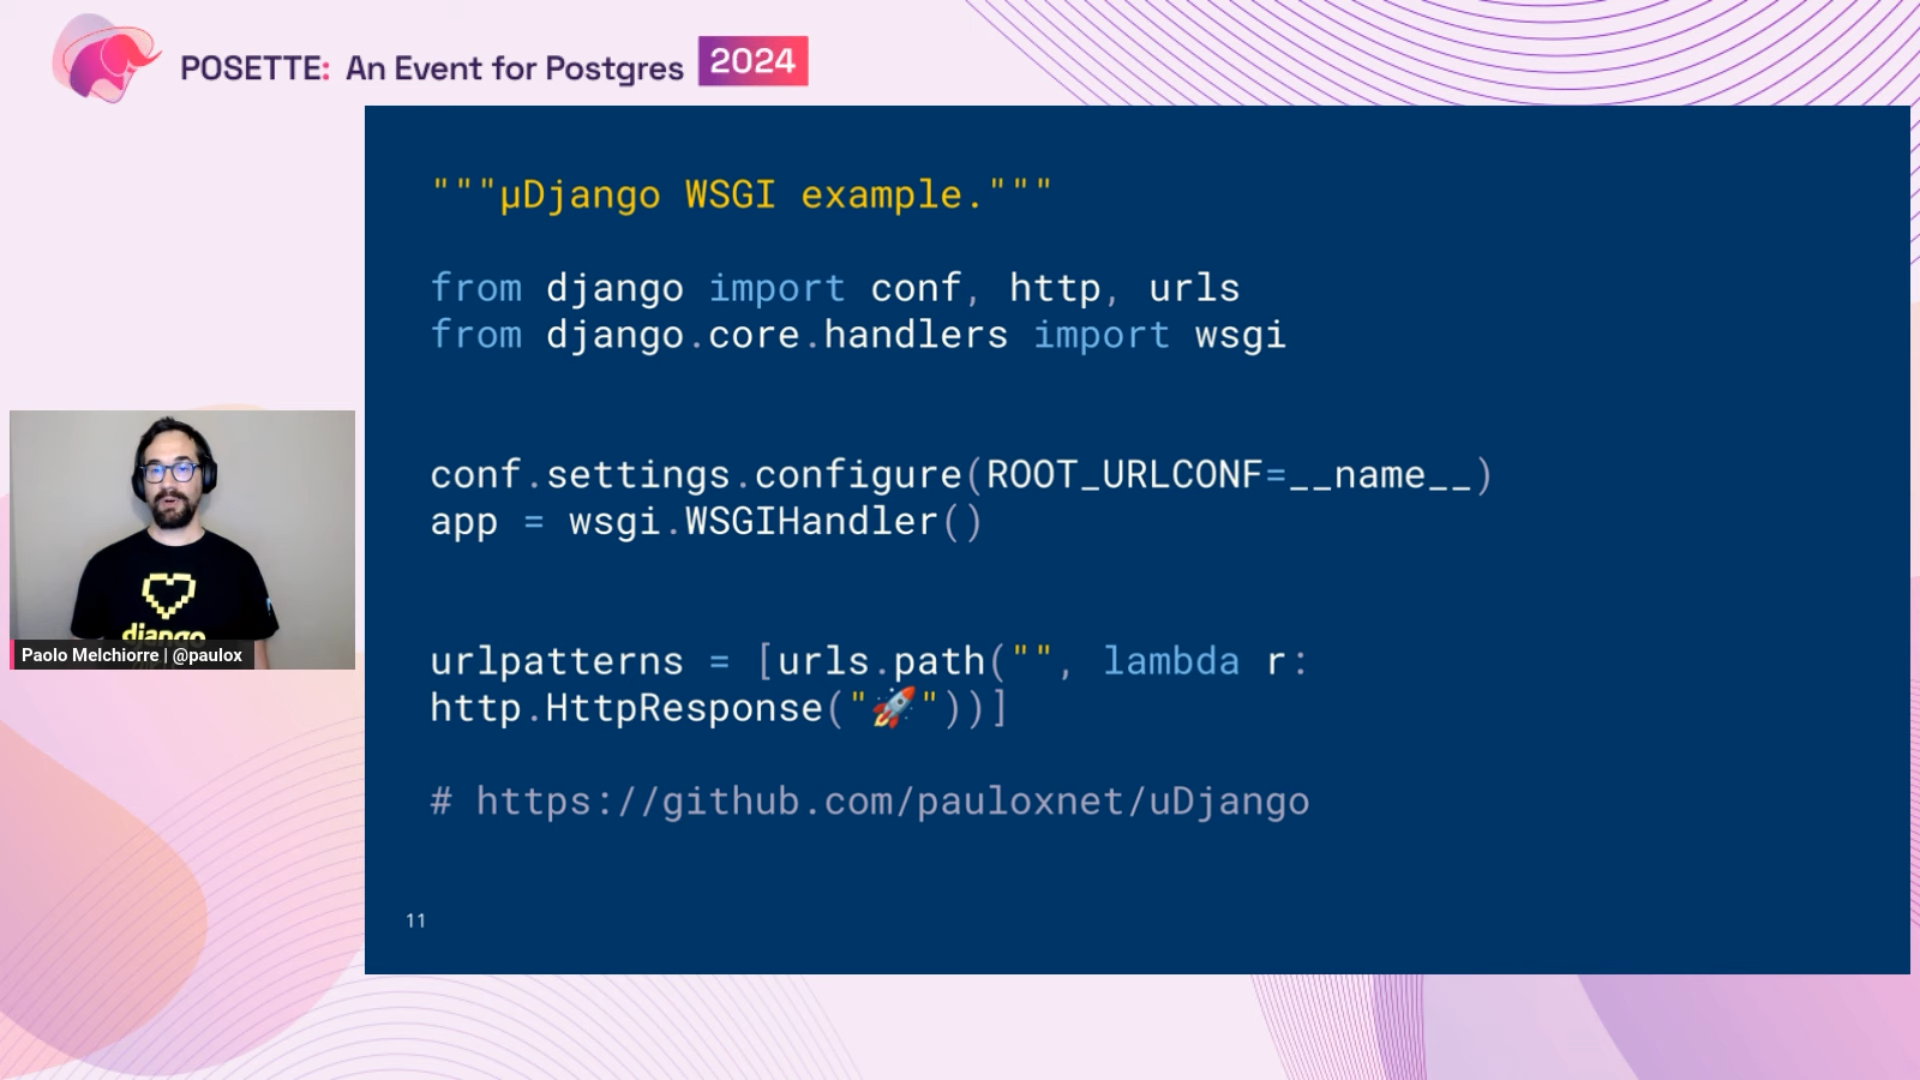 POSETTE: An Event for Postgres 2024
"""µDjango WSGI example."""
from django import conf, http, urls
from django.core.handlers import wsgi
conf.settings.configure(ROOT_URLCONF=__name__)
app = wsgi.WSGIHandler()
urlpatterns = [urls.path("", lambda r:
http.HttpResponse("🚀"))]
# https://github.com/pauloxnet/uDjango
django
Paolo Melchiorre | @paulox
11